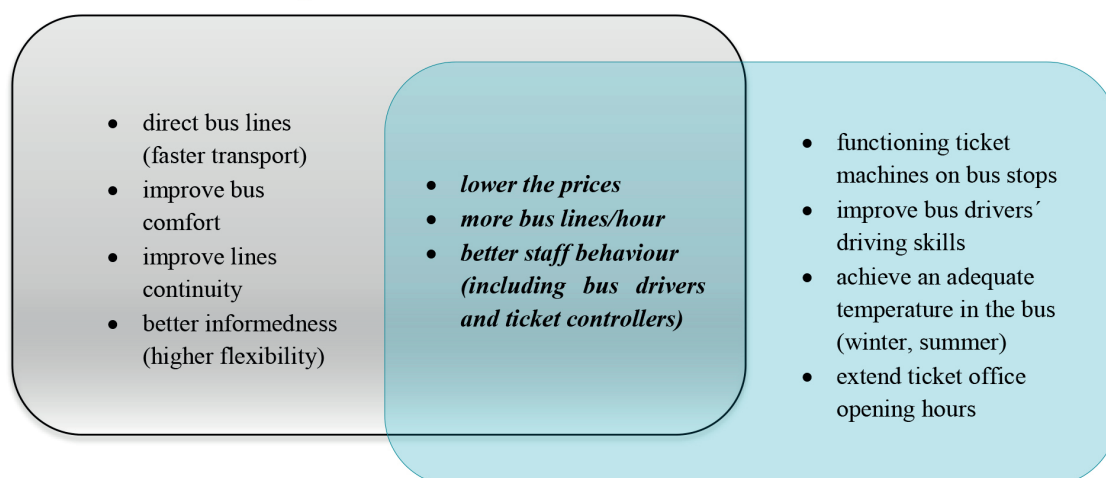 • direct bus lines
(faster transport)
• improve bus
comfort
• improve lines
continuity
• better informedness
(higher flexibility)
• lower the prices
• more bus lines/hour
• better staff behaviour
(including bus drivers
and ticket controllers)
• functioning ticket
machines on bus stops
• improve bus drivers´
driving skills
• achieve an adequate
temperature in the bus
(winter, summer)
• extend ticket office
opening hours